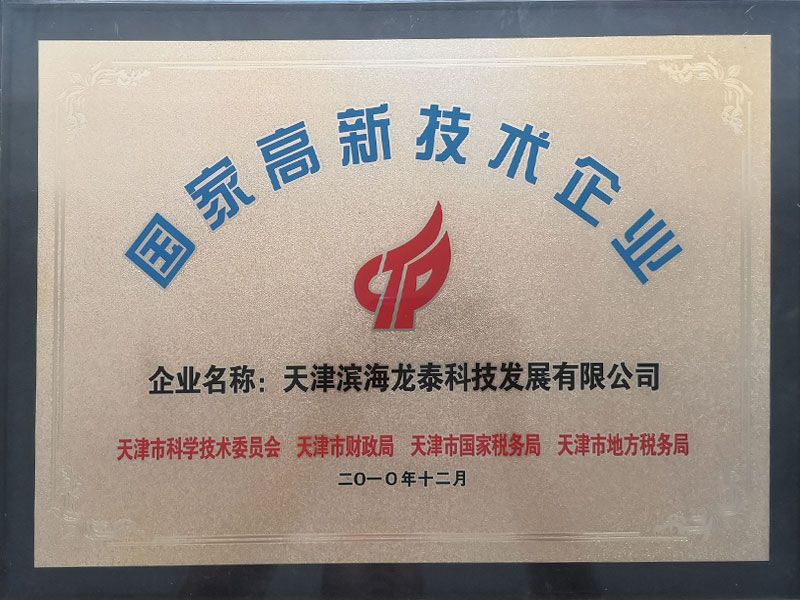 国家高新技术企业
CTP
企业名称：天津滨海龙泰科技发展有限公司
天津市科学技术委员会 天津市财政局 天津市国家税务局 天津市地方税务局
二〇一〇年十二月